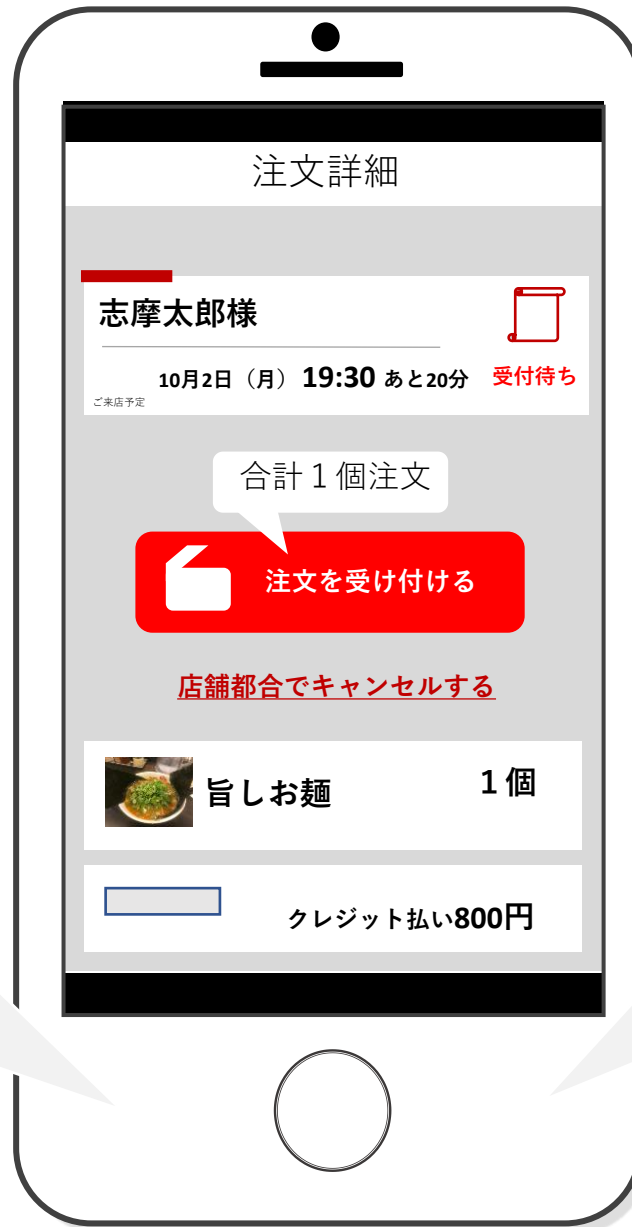 注文詳細
志摩太郎様
10月2日（月）19:30 あと20分
受付待ち
ご来店予定
合計１個注文
注文を受け付ける
店舗都合でキャンセルする
旨しお麺
１個
クレジット払い800円